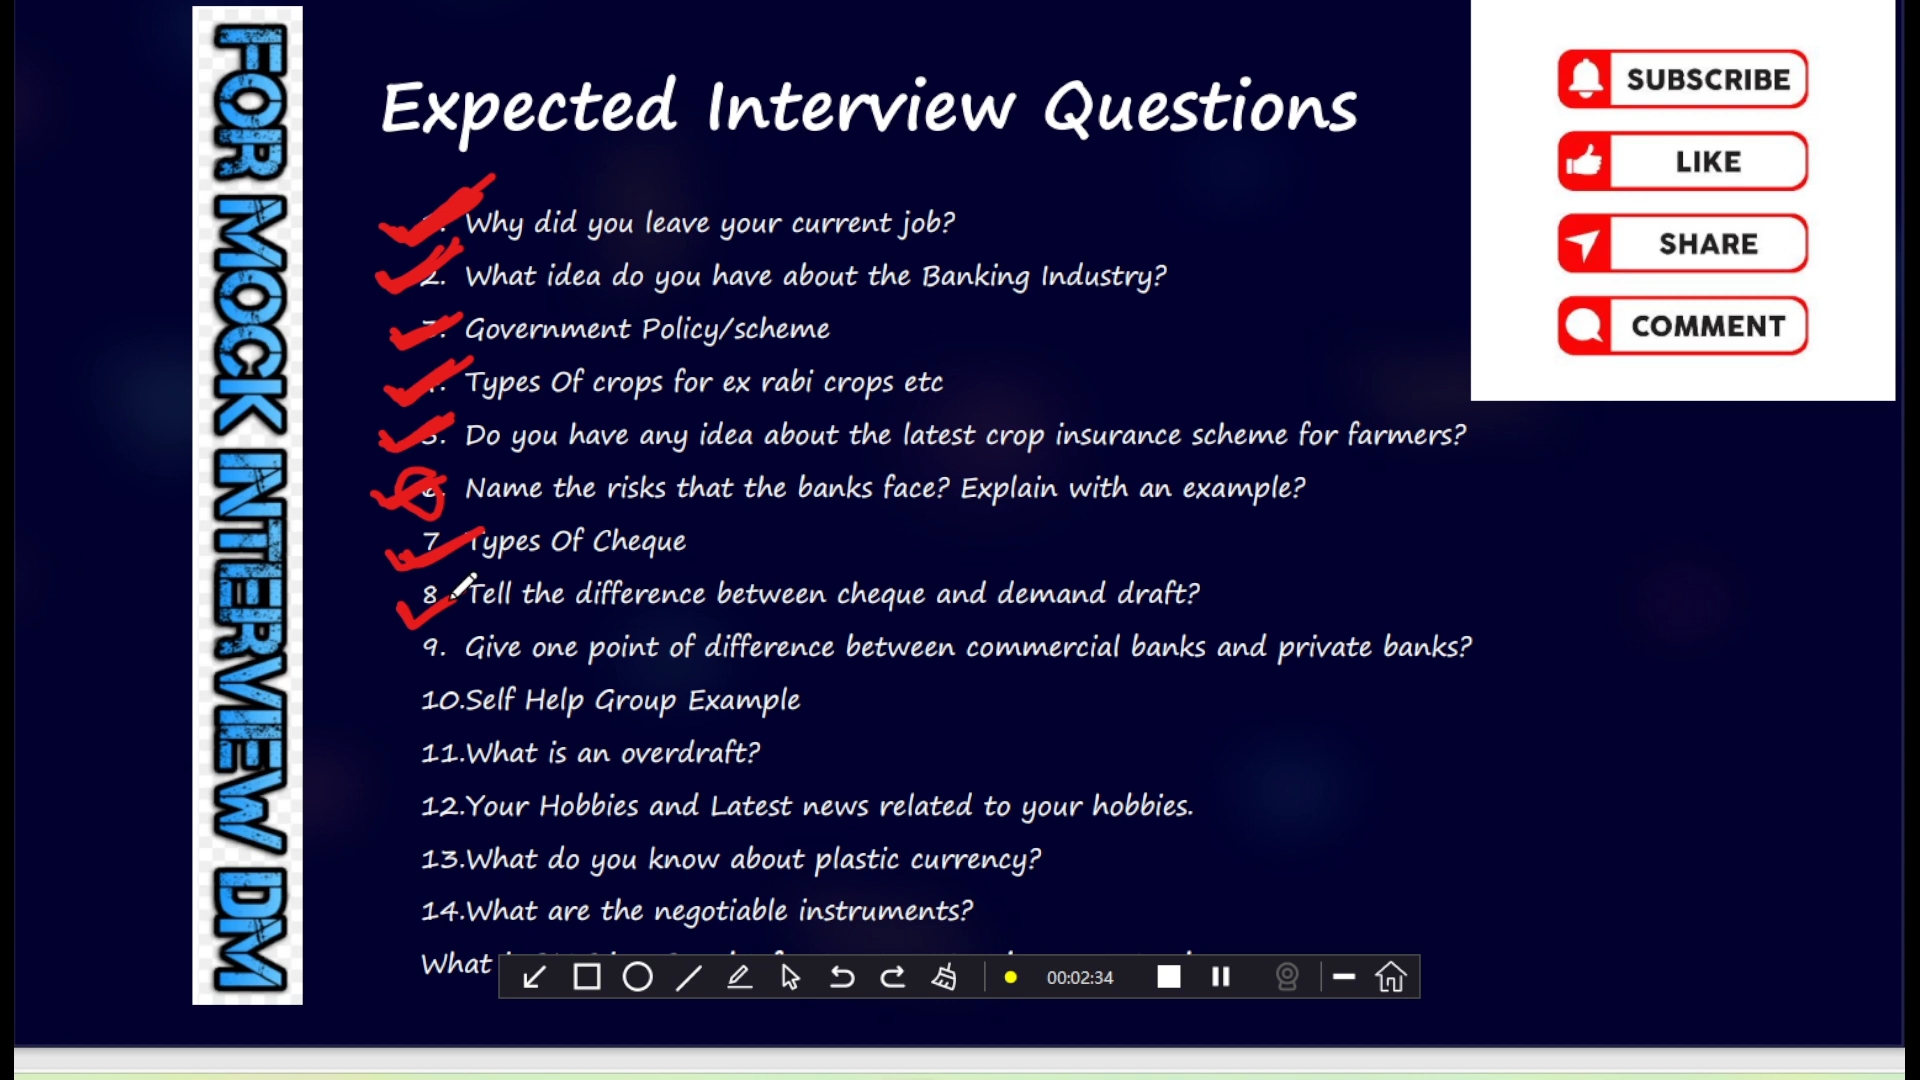 FOR MOCK INTERVIEW DM
Expected Interview Questions
Why did you leave your current job?
2. What idea do you have about the Banking Industry?
Government Policy/scheme
Types Of crops for ex rabi crops etc
Do you have any idea about the latest crop insurance scheme for farmers?
Name the risks that the banks face? Explain with an example?
7 Types Of Cheque
8 Tell the difference between cheque and demand draft?
9. Give one point of difference between commercial banks and private banks?
10.Self Help Group Example
11.What is an overdraft?
12.Your Hobbies and Latest news related to your hobbies.
13.What do you know about plastic currency?
14.What are the negotiable instruments?
What
00:02:34
SUBSCRIBE
LIKE
SHARE
COMMENT